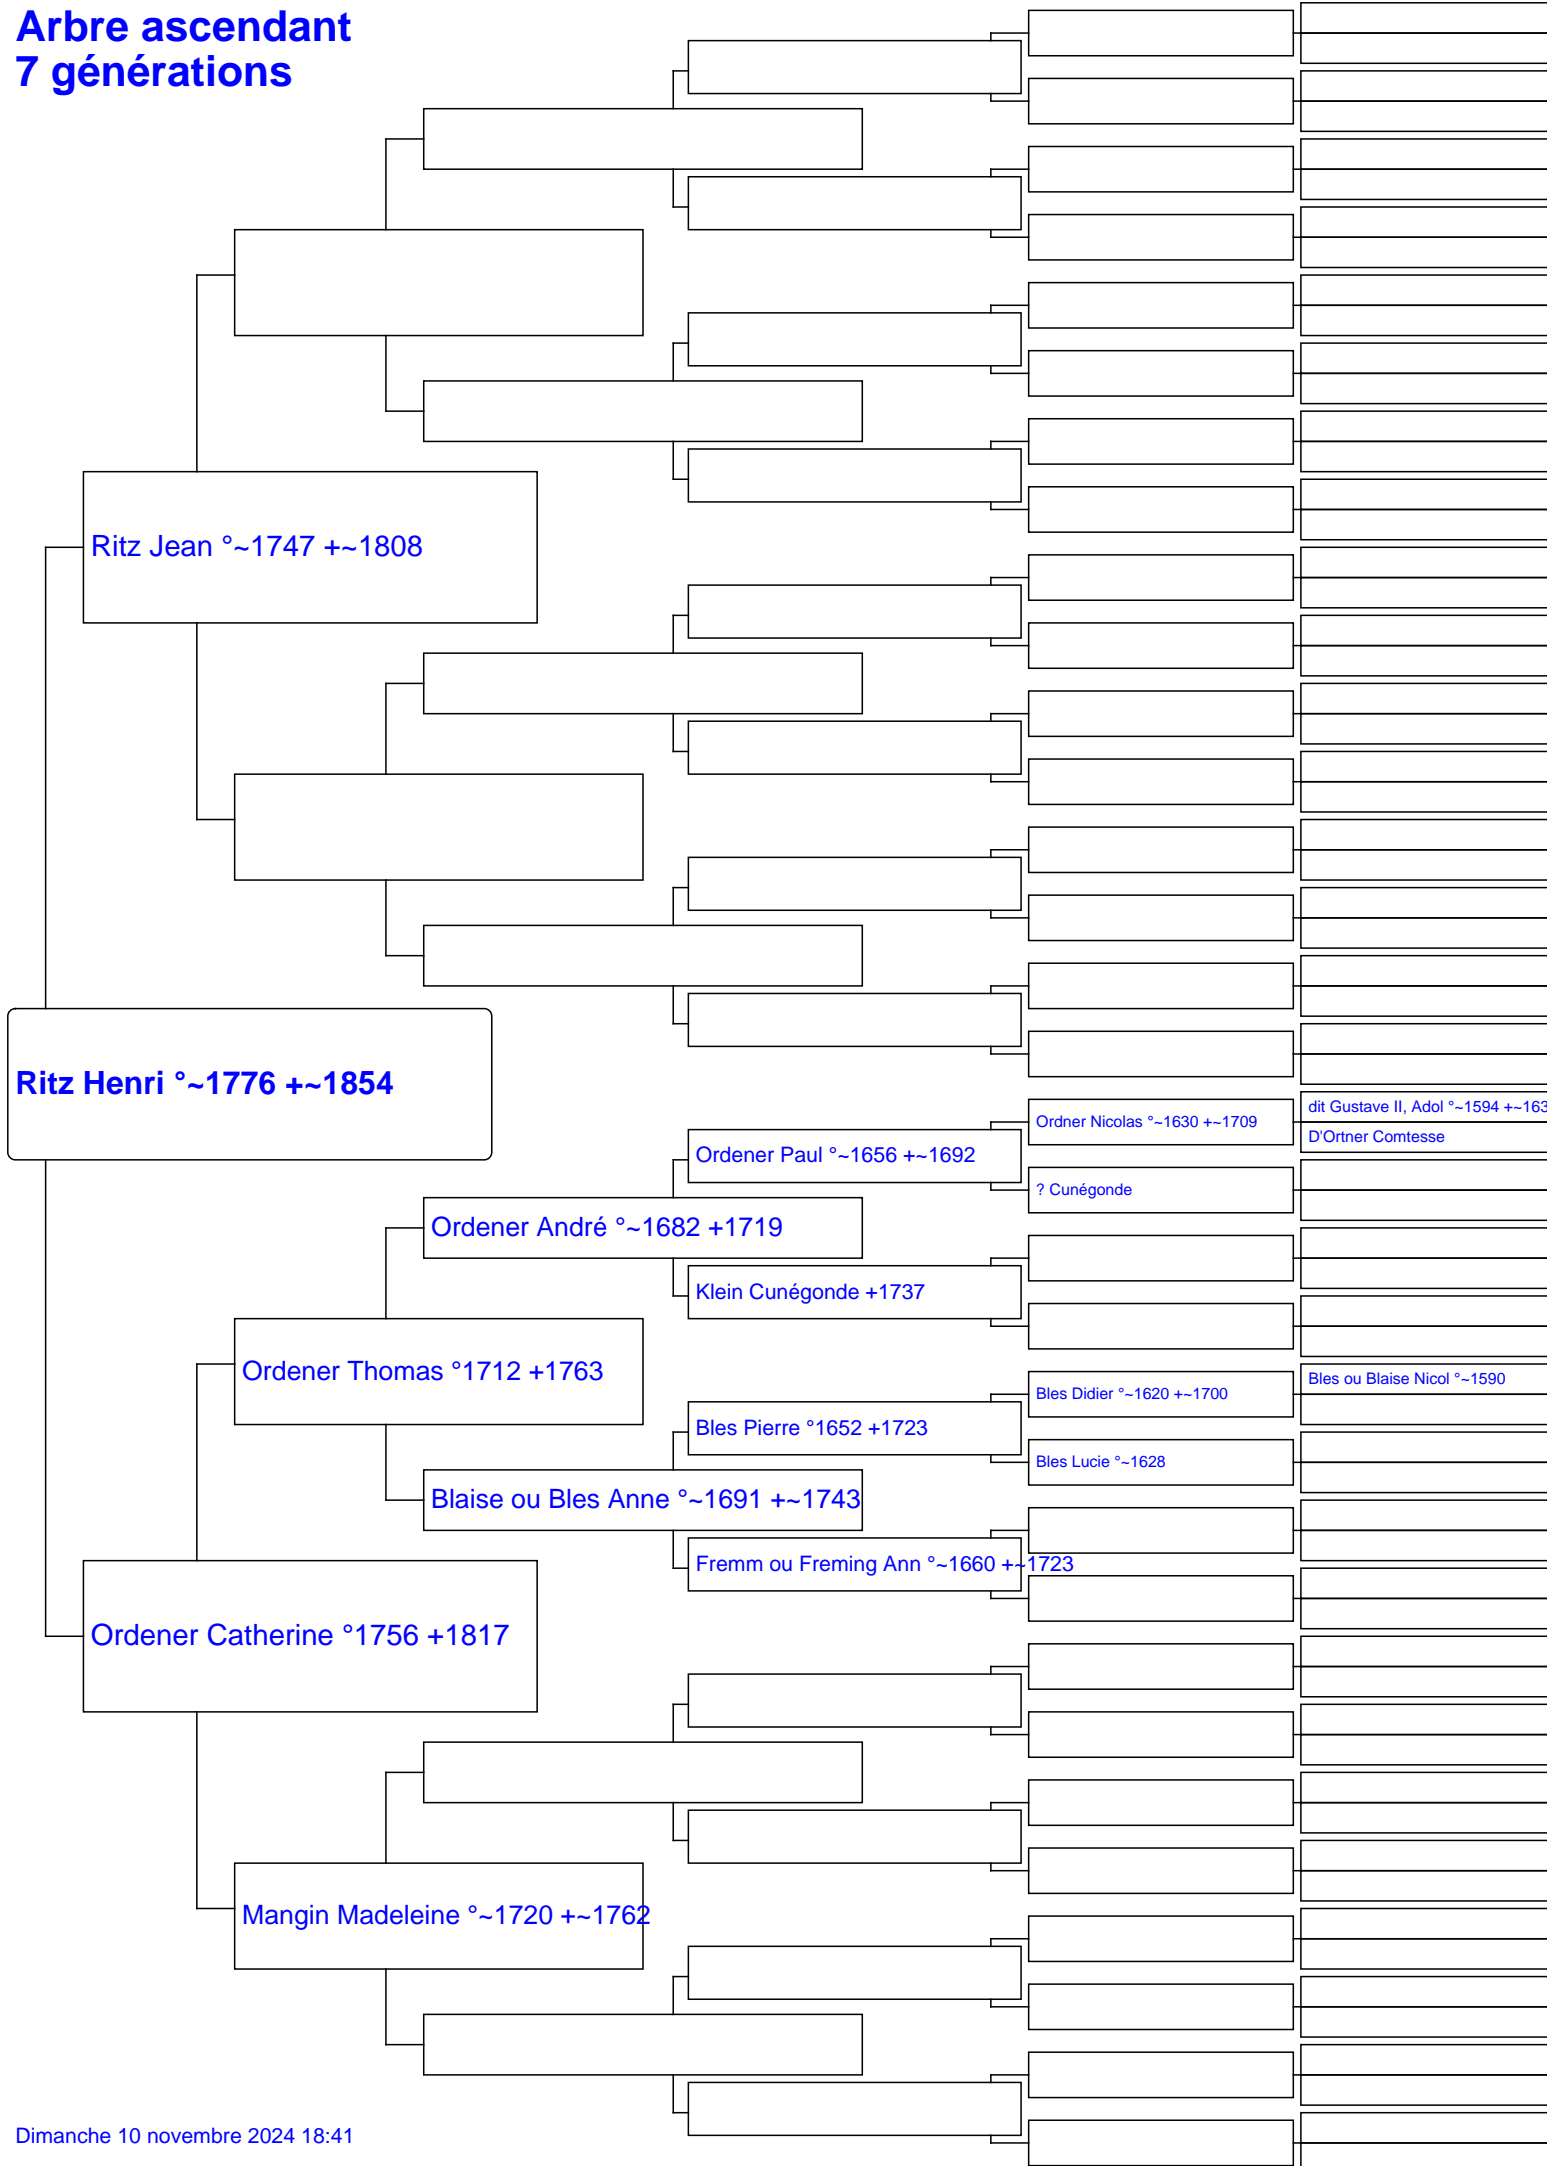 Arbre ascendant
7 générations
Ritz Jean °~1747 +~1808
Ritz Henri °~1776 +~1854
dit Gustave II, Adol °~1594 +~163
Ordner Nicolas °~1630 +~1709
D'Ortner Comtesse
Ordener Paul °~1656 +~1692
? Cunégonde
Ordener André °~1682 +1719
Klein Cunégonde +1737
Ordener Thomas °1712 +1763
Bles ou Blaise Nicol °~1590
Bles Didier °~1620 +~1700
Bles Pierre °1652 +1723
Bles Lucie °~1628
Blaise ou Bles Anne °~1691 +~1743
Fremm ou Freming Ann °~1660 +~1723
Ordener Catherine °1756 +1817
Mangin Madeleine °~1720 +~1762
Dimanche 10 novembre 2024 18:41